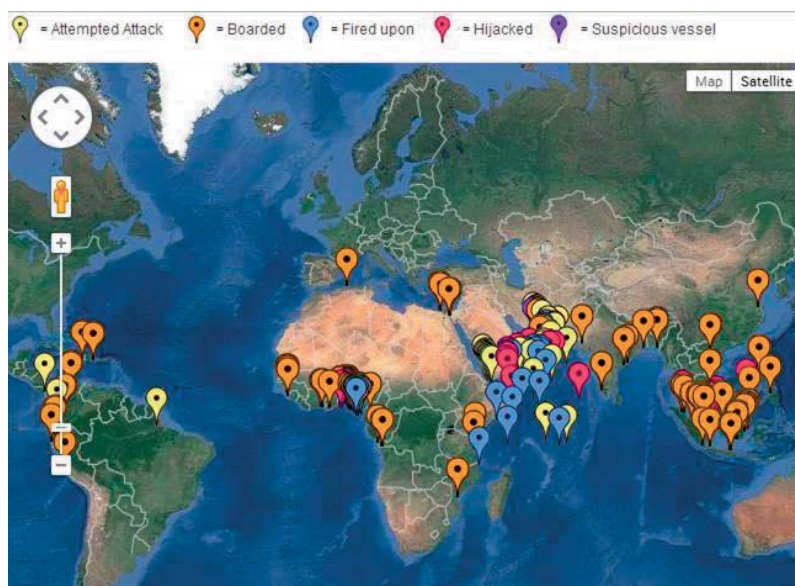 = Attempted Attack = Boarded = Fired upon = Hijacked = Suspicious vessel
Map Satellite